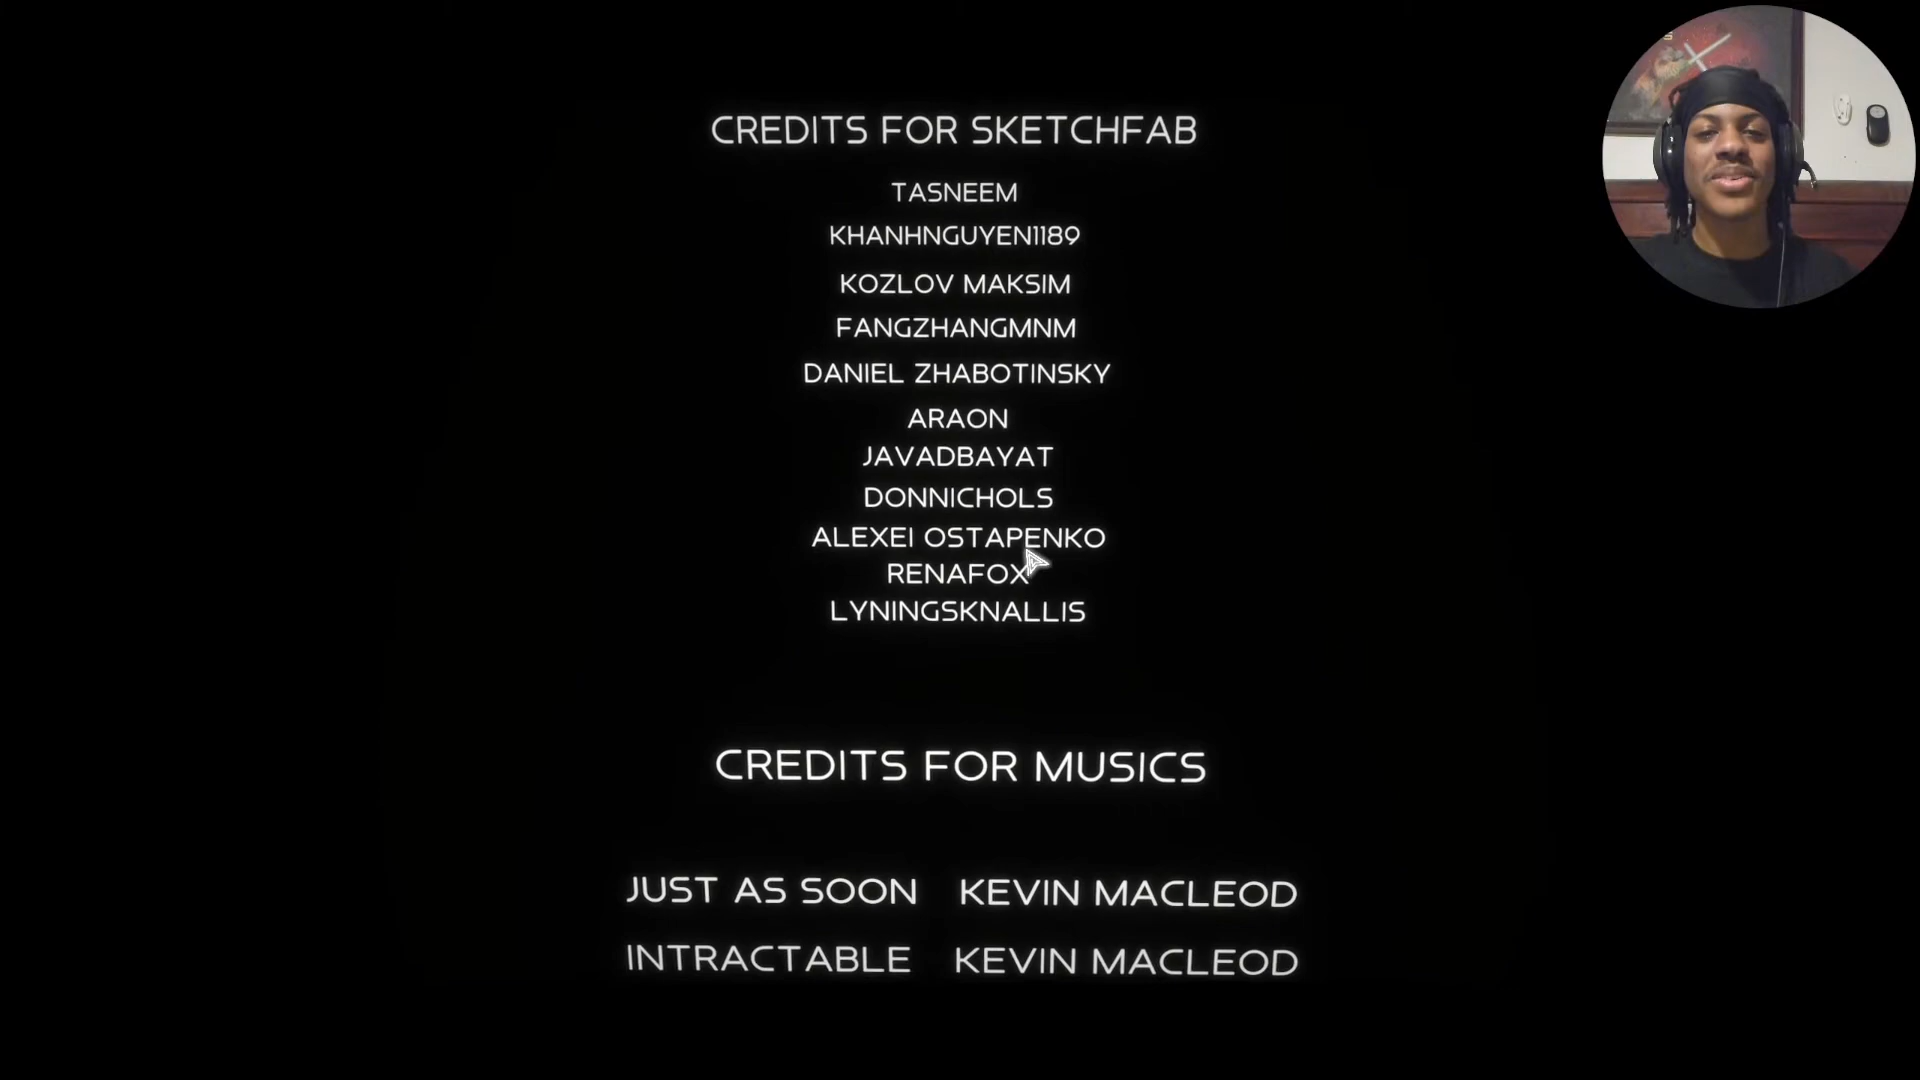 CREDITS FOR SKETCHFAB
TASNEEM
KHANHNGUYEN1189
KOZLOV MAKSIM
FANGZHANGMNM
DANIEL ZHABOTINSKY
ARAON
JAVADBAYAT
DONNICHOLS
ALEXEI OSTAPENKO
RENAFOX
LYNINGSKNALLIS
CREDITS FOR MUSICS
JUST AS SOON KEVIN MACLEOD
INTRACTABLE KEVIN MACLEOD